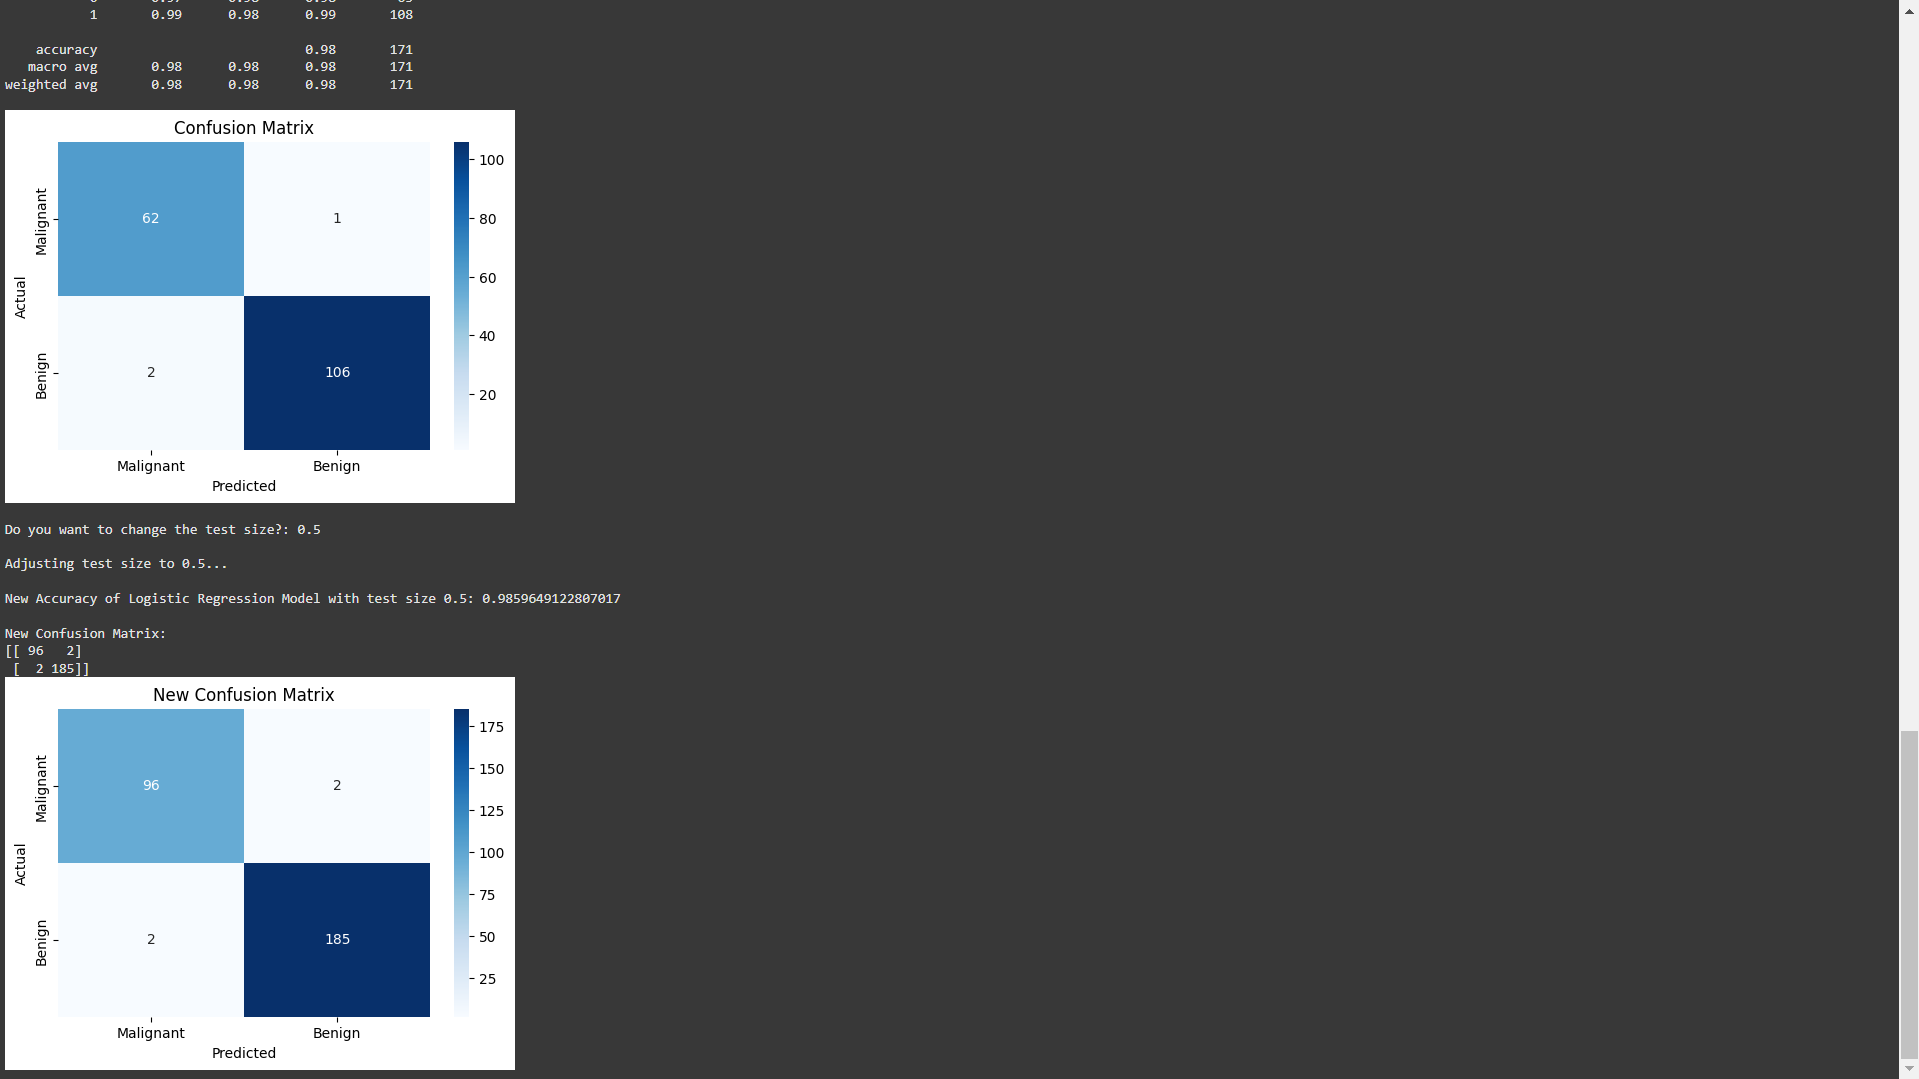 1 0.99 0.98 0.99 108
accuracy 0.98 171
macro avg 0.98 0.98 0.98 171
weighted avg 0.98 0.98 0.98 171
Confusion Matrix
100
80
60
40
20
Actual
Malignant
Benign
62 1
2 106
Malignant Benign
Predicted
Do you want to change the test size?: 0.5
Adjusting test size to 0.5...
New Accuracy of Logistic Regression Model with test size 0.5: 0.9859649122807017
New Confusion Matrix:
[[ 96   2]
 [  2 185]]
New Confusion Matrix
175
150
125
100
75
50
25
Actual
Malignant
Benign
96 2
2 185
Malignant Benign
Predicted